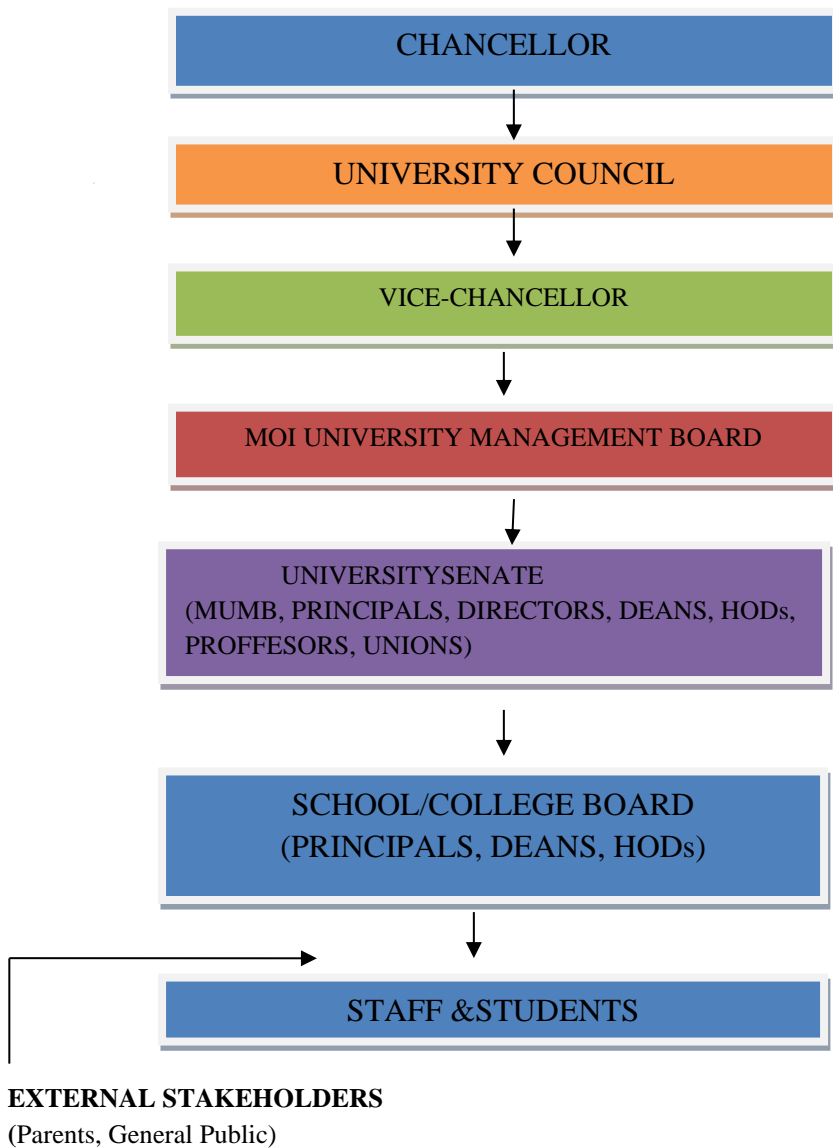 CHANCELLOR
UNIVERSITY COUNCIL
VICE-CHANCELLOR
MOI UNIVERSITY MANAGEMENT BOARD
UNIVERSITYSENATE
(MUMB, PRINCIPALS, DIRECTORS, DEANS, HODs,
PROFFESORS, UNIONS)
SCHOOL/COLLEGE BOARD
(PRINCIPALS, DEANS, HODs)
STAFF &STUDENTS
EXTERNAL STAKEHOLDERS
(Parents, General Public)